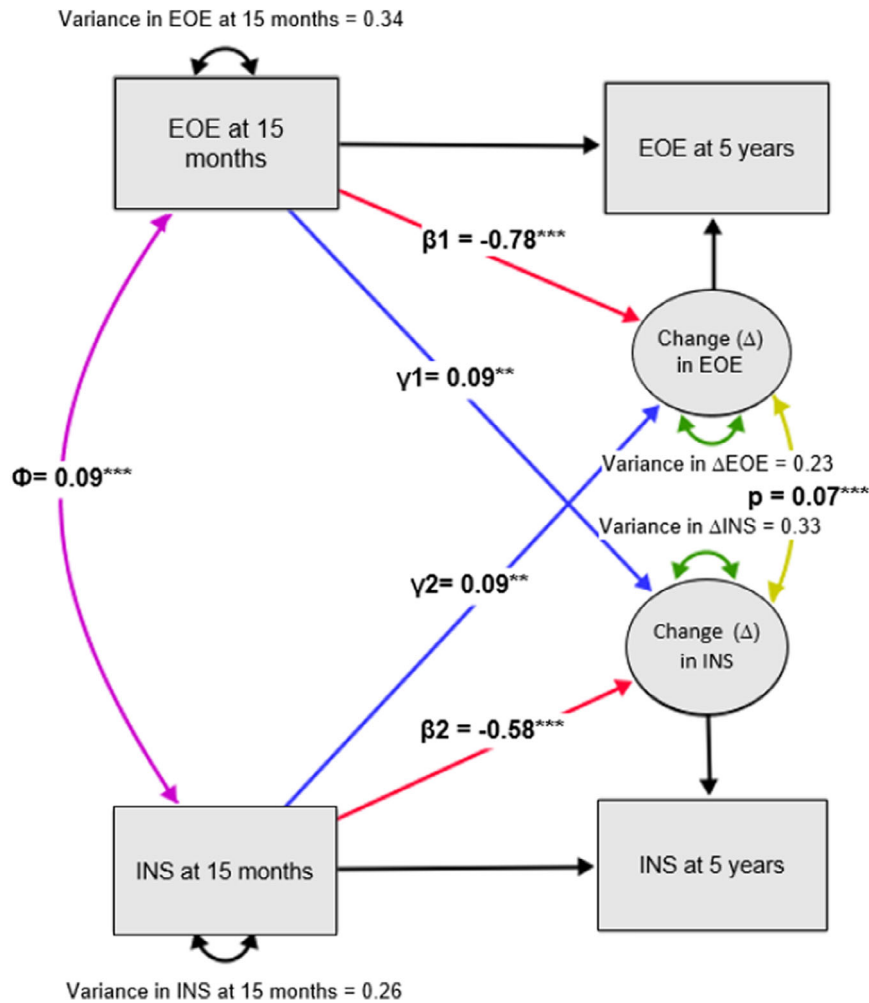 Variance in EOE at 15 months = 0.34
EOE at 15
months
EOE at 5 years
β1 = -0.78***
Change (Δ)
in EOE
γ1= 0.09**
Variance in ΔEOE = 0.23
Φ= 0.09***
p = 0.07***
Variance in ΔINS = 0.33
γ2= 0.09**
Change (Δ)
in INS
β2 = -0.58***
INS at 15 months
INS at 5 years
Variance in INS at 15 months = 0.26